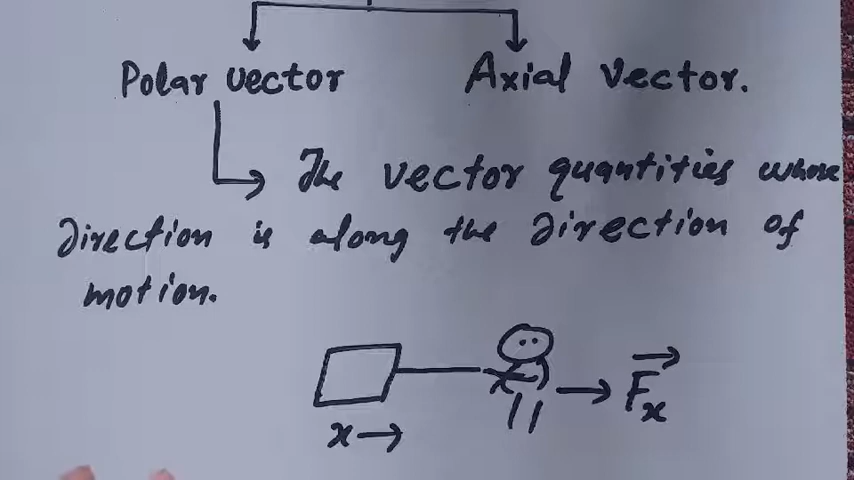 Polar vector Axial Vector.
The vector quantities whose
direction is along the direction of
motion.
x→ → F⃗x